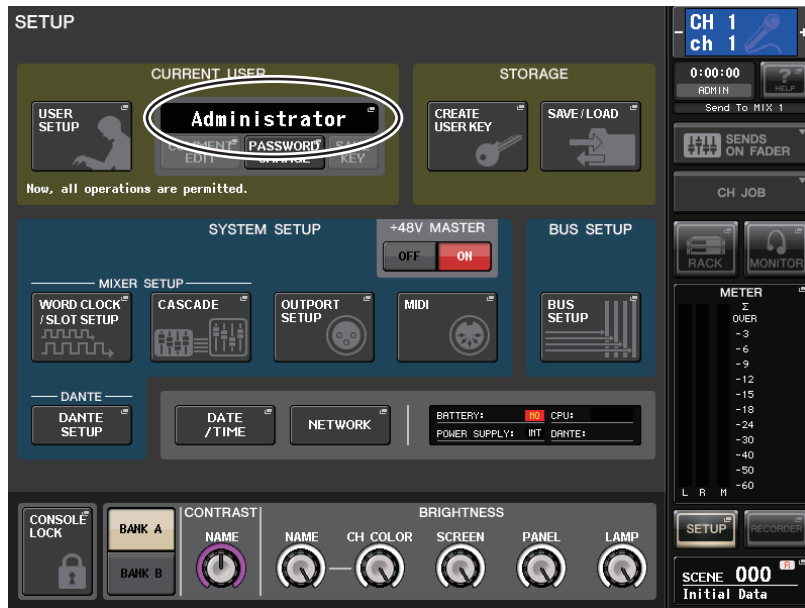 SETUP
CURRENT USER
USER
SETUP
Administrator
COMMENT
EDIT
PASSWORD
CHANGE
KEY
Now, all operations are permitted.
STORAGE
CREATE
USER KEY
SAVE/LOAD
SYSTEM SETUP
+48V MASTER
OFF
ON
MIXER SETUP
WORD CLOCK
/SLOT SETUP
CASCADE
OUTPORT
SETUP
MIDI
BUS SETUP
BUS
SETUP
DANTE
DANTE
SETUP
DATE
/TIME
NETWORK
BATTERY: NO CPU:
POWER SUPPLY: INT DANTE:
CONSOLE
LOCK
BANK A
BANK B
CONTRAST
NAME
BRIGHTNESS
NAME
CH COLOR
SCREEN
PANEL
LAMP
- CH 1 +
ch 1
0:00:00
ADMIN
?
HELP
Send To MIX 1
SENDS
ON FADER
CH JOB
RACK
MONITOR
METER
Σ
OVER
-3
-6
-9
-12
-15
-18
-24
-30
-40
-50
-60
L R M
SETUP
RECORDER
SCENE 000 R
Initial Data